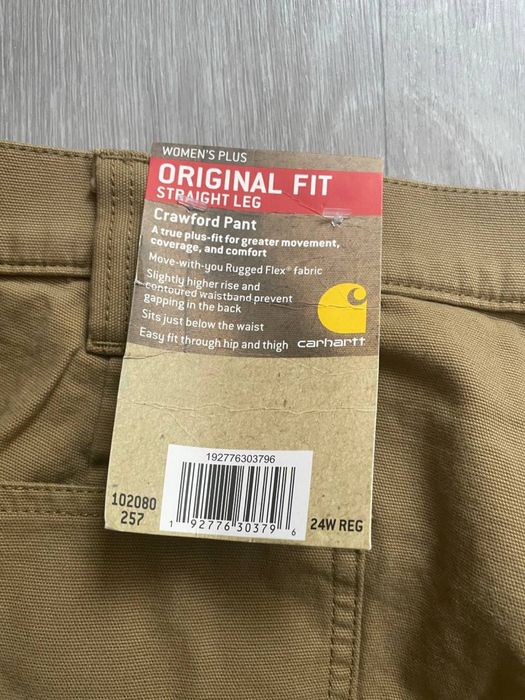 WOMEN'S PLUS
ORIGINAL FIT
STRAIGHT LEG
Crawford Pant
A true plus-fit for greater movement,
coverage, and comfort
Move-with-you Rugged Flex® fabric
Slightly higher rise and
contoured waistband prevent
gapping in the back
Sits just below the waist
Easy fit through hip and thigh
carhartt
192776303796
102080
257
1 92776 30379 6
24W REG